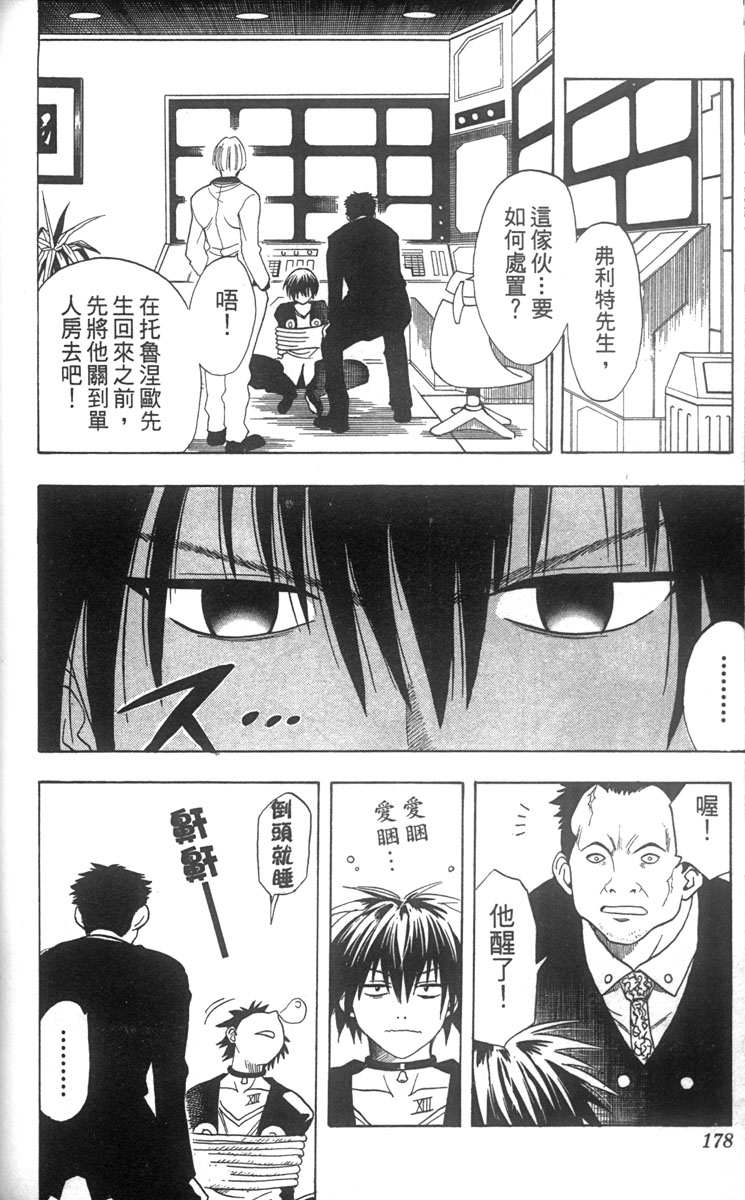 弗利特先生，
這傢伙…要
如何處置？
唔！
在托魯涅歐先
生回來之前，
先將他關到單
人房去吧！
………
ス…
喔！
他醒了！
愛睏
愛睏…
倒頭就睡
鼾鼾—
XIII
………
XIII
178